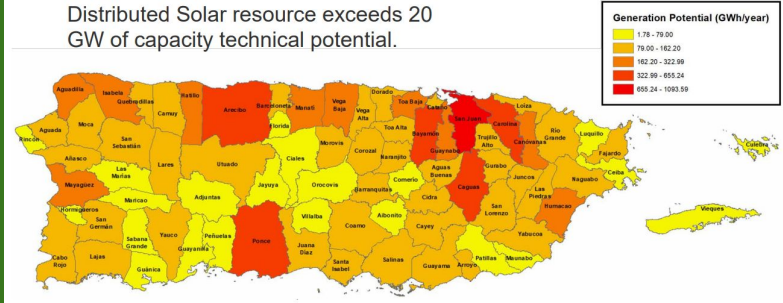 Distributed Solar resource exceeds 20
GW of capacity technical potential.
Generation Potential (GWh/year)
1.78 - 79.00
79.00 - 162.20
162.20 - 322.99
322.99 - 655.24
655.24 - 1093.59
Aguadilla
Isabela
Quebradillas
Camuy
Hatillo
Arecibo
Barceloneta
Manatí
Vega
Baja
Vega
Alta
Dorado
Toa Baja
Cataño
San Juan
Carolina
Loiza
Rincón
Aguada
Moca
San
Sebastián
Florida
Ciales
Morovis
Corozal
Toa Alta
Naranjito
Bayamón
Guaynabo
Trujillo
Alto
Canóvanas
Río
Grande
Luquillo
Fajardo
Culebra
Añasco
Las
Marías
Lares
Utuado
Jayuya
Orocovis
Barranquitas
Comerío
Aguas
Buenas
Caguas
Gurabo
Juncos
Las
Piedras
Naguabo
Ceiba
Mayagüez
Maricao
Adjuntas
Villalba
Aibonito
Cidra
San
Lorenzo
Humacao
Vieques
Hormigueros
San
Germán
Sabana
Grande
Yauco
Guayanilla
Peñuelas
Ponce
Juana
Díaz
Coamo
Cayey
Yabucoa
Cabo
Rojo
Lajas
Guánica
Santa
Isabel
Salinas
Guayama
Arroyo
Patillas
Maunabo